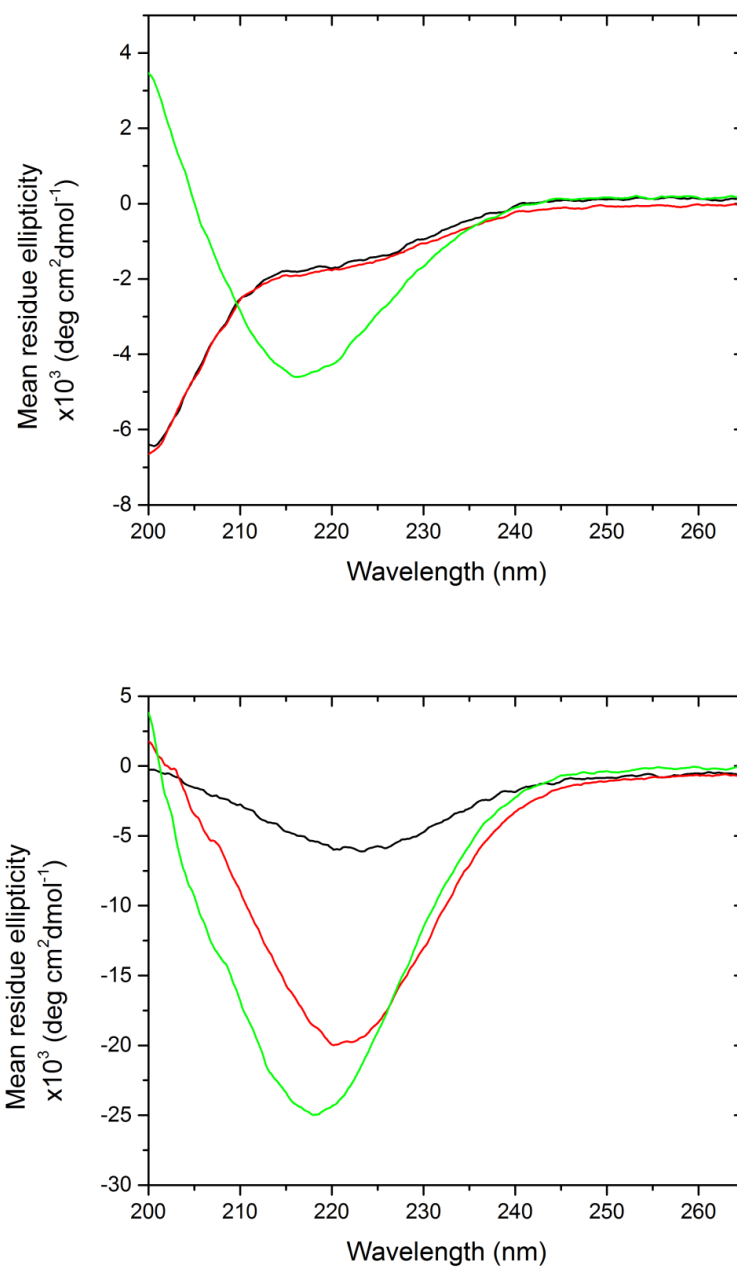 4
2
0
-2
-4
-6
-8
Mean residue ellipticity
x10³ (deg cm²dmol⁻¹)
200 210 220 230 240 250 260
Wavelength (nm)
5
0
-5
-10
-15
-20
-25
-30
Mean residue ellipticity
x10³ (deg cm²dmol⁻¹)
200 210 220 230 240 250 260
Wavelength (nm)